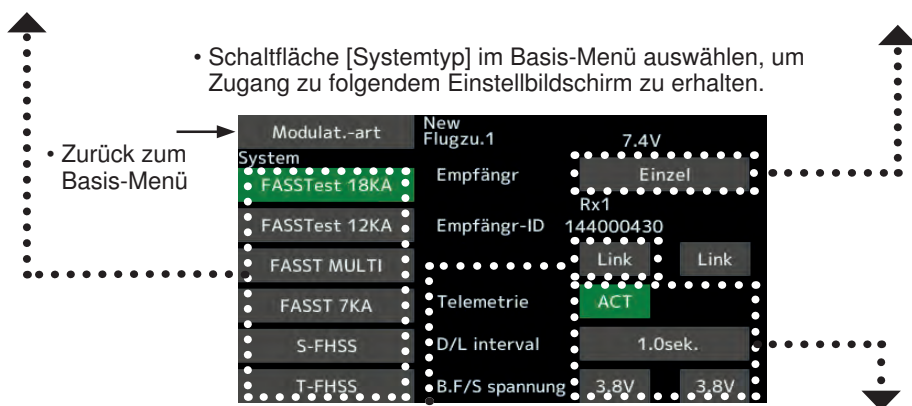 • Schaltfläche [Systemtyp] im Basis-Menü auswählen, um
Zugang zu folgendem Einstellbildschirm zu erhalten.
• Zurück zum
Basis-Menü
Modulat.-art
New
Flugzu.1
7.4V
System
FASSTest 18KA
Empfängr
Einzel
Rx1
FASSTest 12KA
Empfängr-ID
144000430
FASST MULTI
Link
Link
FASST 7KA
Telemetrie
ACT
S-FHSS
D/L interval
1.0sek.
T-FHSS
B.F/S spannung
3.8V
3.8V